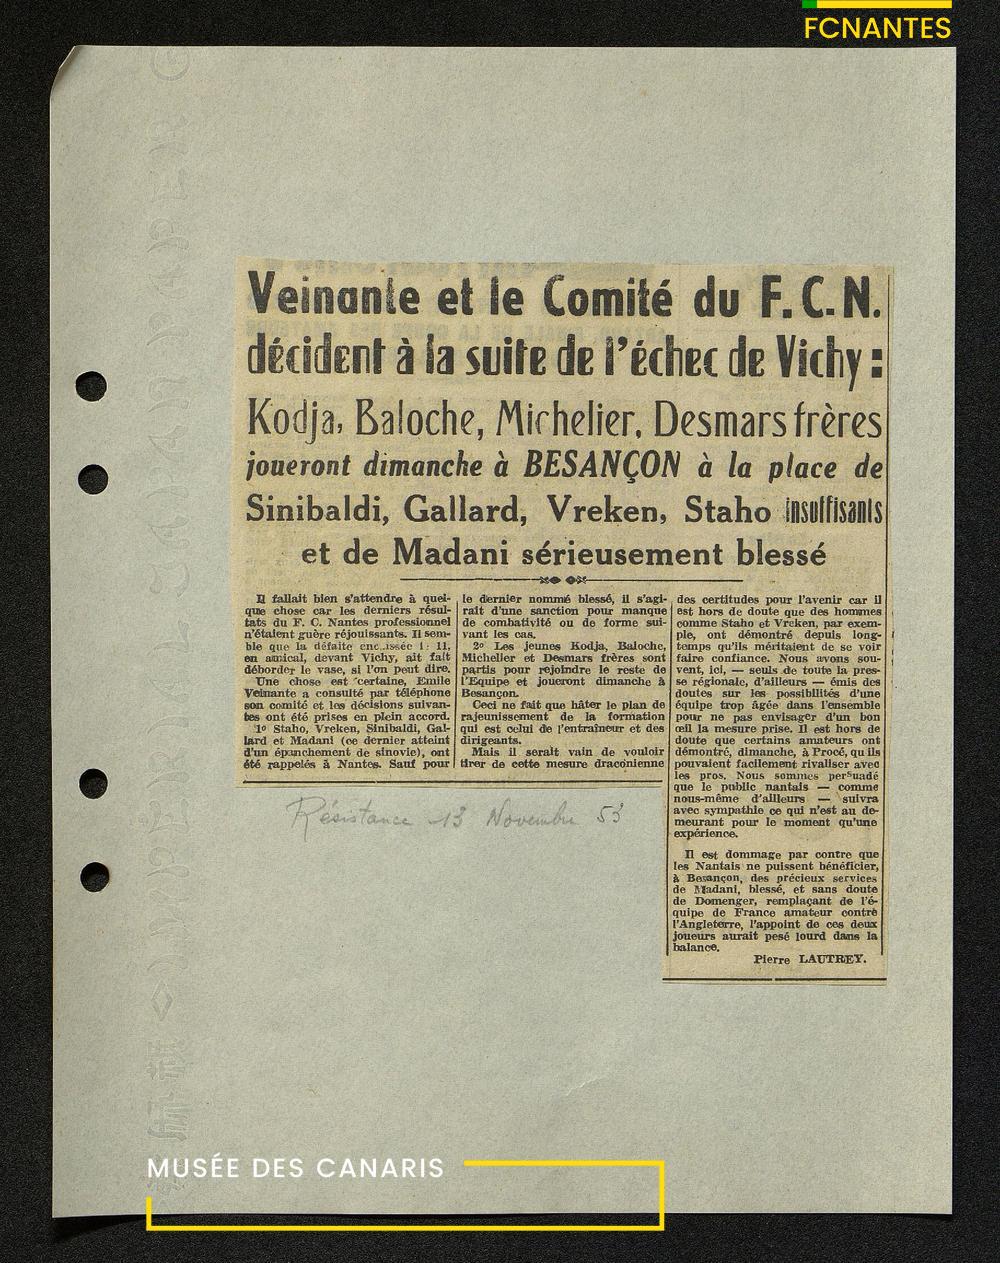 FCNANTES
Veinante et le Comité du F.C.N.
décident à la suite de l'échec de Vichy :
Kodja, Baloche, Michelier, Desmars frères
joueront dimanche à BESANÇON à la place de
Sinibaldi, Gallard, Vreken, Staho insuffisants
et de Madani sérieusement blessé
Il fallait bien s'attendre à quel-
que chose car les derniers résul-
tats du F. C. Nantes professionnel
n'étaient guère réjouissants. Il sem-
ble que la défaite encaissée 1: 11,
en amical, devant Vichy, ait fait
déborder le vase, si l'on peut dire.
Une chose est certaine, Emile
Veinante a consulté par téléphone
son comité et les décisions suivan-
tes ont été prises en plein accord.
1º Staho, Vreken, Sinibaldi, Gal-
lard et Madani (ce dernier atteint
d'un épanchement de sinovie), ont
été rappelés à Nantes. Sauf pour
le dernier nommé blessé, il s'agi-
rait d'une sanction pour manque
de combativité ou de forme sui-
vant les cas.
2º Les jeunes Kodja, Baloche,
Michelier et Desmars frères sont
partis pour rejoindre le reste de
l'Equipe et joueront dimanche à
Besançon.
Ceci ne fait que hâter le plan de
rajeunissement de la formation
qui est celui de l'entraîneur et des
dirigeants.
Mais il serait vain de vouloir
tirer de cette mesure draconienne
des certitudes pour l'avenir car il
est hors de doute que des hommes
comme Staho et Vreken, par exem-
ple, ont démontré depuis long-
temps qu'ils méritaient de se voir
faire confiance. Nous avons sou-
vent, ici, — seuls de toute la pres-
se régionale, d'ailleurs — émis des
doutes sur les possibilités d'une
équipe trop âgée dans l'ensemble
pour ne pas envisager d'un bon
œil la mesure prise. Il est hors de
doute que certains amateurs ont
démontré, dimanche, à Procé, qu'ils
pouvaient facilement rivaliser avec
les pros. Nous sommes persuadé
que le public nantais — comme
nous-même d'ailleurs — suivra
avec sympathie ce qui n'est au de-
meurant pour le moment qu'une
expérience.
Il est dommage par contre que
les Nantais ne puissent bénéficier,
à Besançon, des précieux services
de Madani, blessé, et sans doute
de Domenger, remplaçant de l'é-
quipe de France amateur contre
l'Angleterre, l'appoint de ces deux
joueurs aurait pesé lourd dans la
balance.
Pierre LAUTREY.
Résistance 13 Novembre 53
MUSÉE DES CANARIS